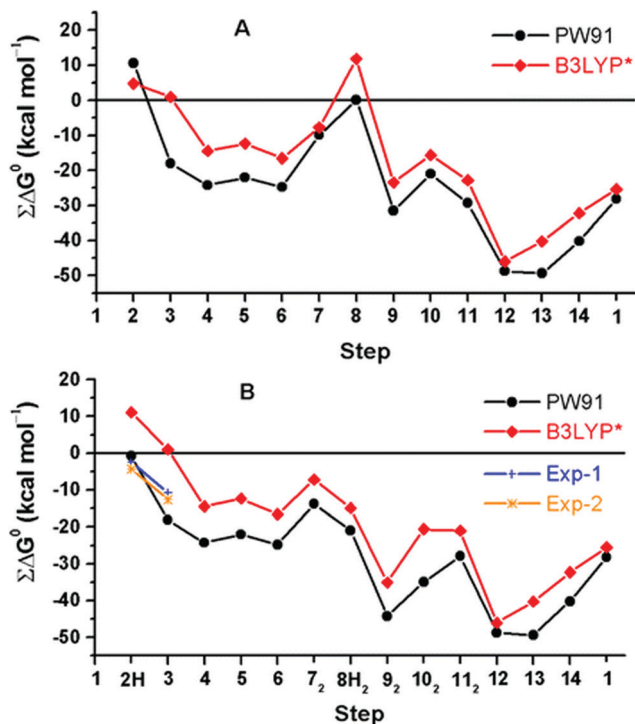 A
PW91
B3LYP*
ΣΔG⁰ (kcal mol⁻¹)
20
10
0
-10
-20
-30
-40
-50
1 2 3 4 5 6 7 8 9 10 11 12 13 14 1
Step
B
PW91
B3LYP*
Exp-1
Exp-2
ΣΔG⁰ (kcal mol⁻¹)
20
10
0
-10
-20
-30
-40
-50
1 2H 3 4 5 6 7₂ 8H₂ 9₂ 10₂ 11₂ 12 13 14 1
Step